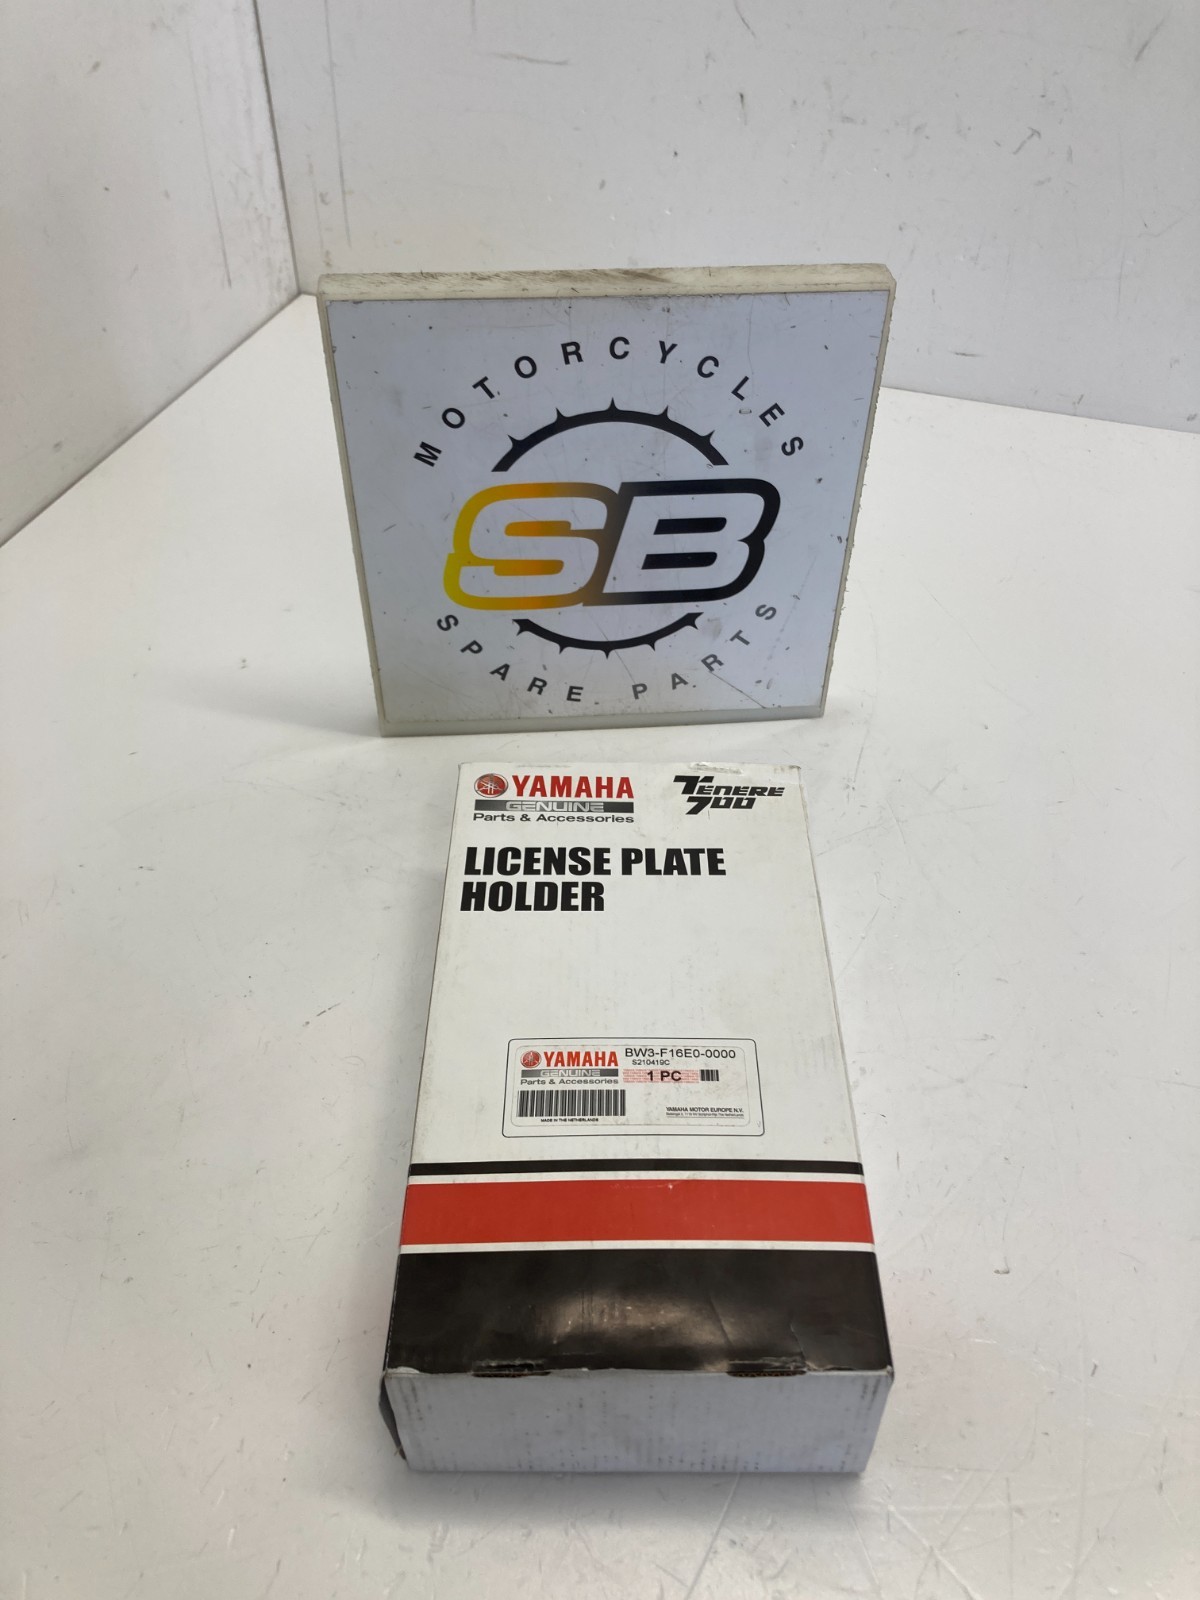 MOTORCYCLES
SB
SPARE PARTS
YAMAHA
GENUINE
Parts & Accessories
TÉNÉRÉ
700
LICENSE PLATE
HOLDER
YAMAHA
GENUINE
Parts & Accessories
BW3-F16E0-0000
S210419C
1 PC
MADE IN THE NETHERLANDS
YAMAHA MOTOR EUROPE N.V.